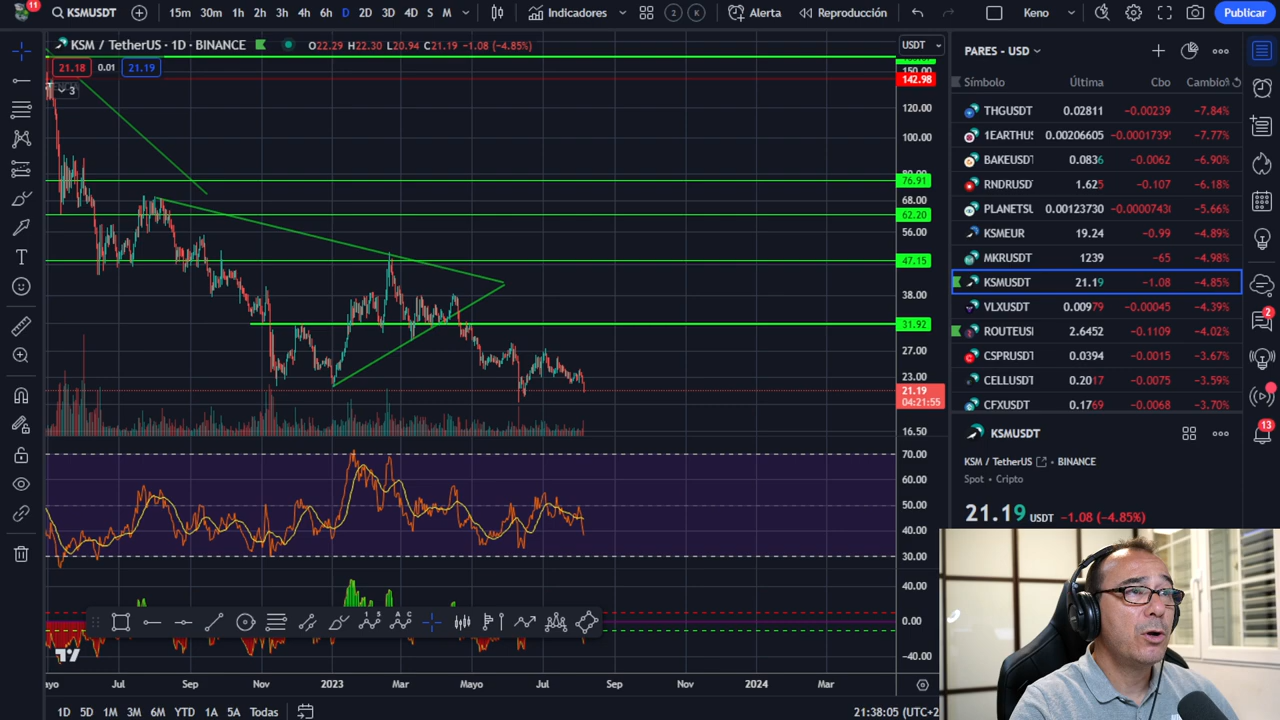 11
KSMUSDT
15m 30m 1h 2h 3h 4h 6h D 2D 3D 4D S M
Indicadores
2 K
Alerta
Reproducción
Keno
Publicar
KSM / TetherUS · 1D · BINANCE O22.29 H22.30 L20.94 C21.19 −1.08 (−4.85%)
21.18 0.01 21.19
3
USDT
150.00
142.98
120.00
100.00
76.91
68.00
62.20
56.00
47.15
38.00
31.92
27.00
23.00
21.19
04:21:55
16.50
70.00
60.00
50.00
40.00
30.00
40.00
0.00
−40.00
Jul Sep Nov 2023 Mar Mayo Jul Sep Nov 2024 Mar
1D 5D 1M 3M 6M YTD 1A 5A Todas
21:38:05 (UTC+2
PARES - USD
Símbolo Última Cbo Cambio%
THGUSDT 0.02811 −0.00239 −7.84%
1EARTHUS 0.00206605 −0.0001739 −7.77%
BAKEUSDT 0.0836 −0.0062 −6.90%
RNDRUSD 1.625 −0.107 −6.18%
PLANETSU 0.00123730 −0.0000743 −5.66%
KSMEUR 19.24 −0.99 −4.89%
MKRUSDT 1239 −65 −4.98%
KSMUSDT 21.19 −1.08 −4.85%
VLXUSDT 0.00979 −0.00045 −4.39%
ROUTEUS 2.6452 −0.1109 −4.02%
CSPRUSDT 0.0394 −0.0015 −3.67%
CELLUSDT 0.2017 −0.0075 −3.59%
CFXUSDT 0.1769 −0.0068 −3.70%
KSMUSDT
KSM / TetherUS • BINANCE
Spot • Cripto
21.19 USDT −1.08 (−4.85%)
2
13